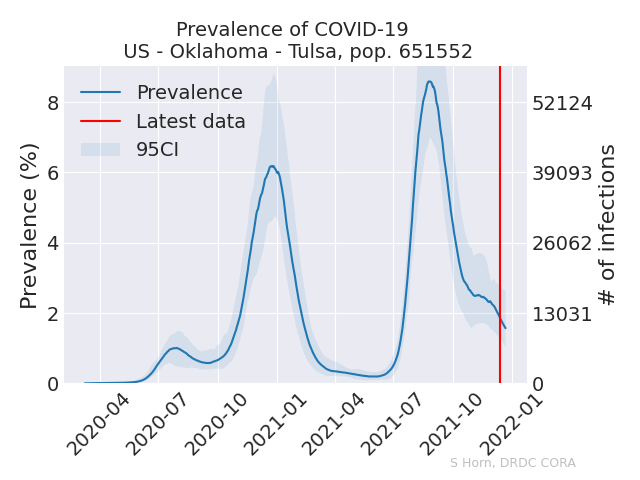 Prevalence of COVID-19
US - Oklahoma - Tulsa, pop. 651552
Prevalence
Latest data
95CI
Prevalence (%)
8
6
4
2
0
52124
39093
26062
13031
0
# of infections
2020-04
2020-07
2020-10
2021-01
2021-04
2021-07
2021-10
2022-01
S Horn, DRDC CORA